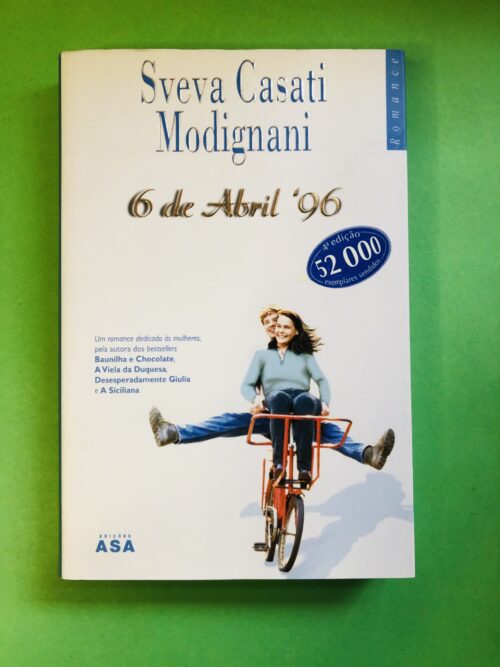 Romance
Sveva Casati
Modignani
6 de Abril '96
4ª edição
52 000
exemplares vendidos
Um romance dedicado às mulheres,
pela autora dos bestsellers
Baunilha e Chocolate,
A Viela da Duquesa,
Desesperadamente Giulia
e A Siciliana
EDIÇÕES
ASA